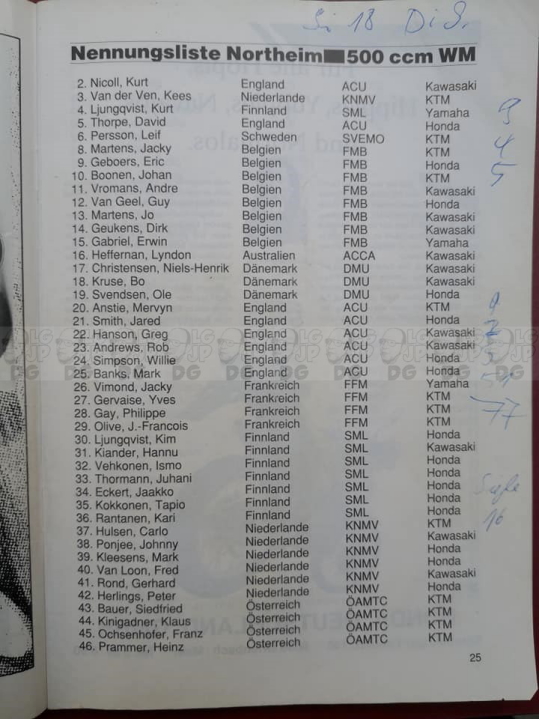 18 Di
Nennungsliste Northeim 500 ccm WM
2. Nicoll, Kurt England ACU Kawasaki
3. Van der Ven, Kees Niederlande KNMV KTM
4. Ljungqvist, Kurt Finnland SML Yamaha
5. Thorpe, David England ACU Honda
6. Persson, Leif Schweden SVEMO KTM
8. Martens, Jacky Belgien FMB KTM
9. Geboers, Eric Belgien FMB Honda
10. Boonen, Johan Belgien FMB KTM
11. Vromans, Andre Belgien FMB Kawasaki
12. Van Geel, Guy Belgien FMB Honda
13. Martens, Jo Belgien FMB Kawasaki
14. Geukens, Dirk Belgien FMB Kawasaki
15. Gabriel, Erwin Belgien FMB Yamaha
16. Heffernan, Lyndon Australien ACCA Kawasaki
17. Christensen, Niels-Henrik Dänemark DMU Kawasaki
18. Kruse, Bo Dänemark DMU Kawasaki
19. Svendsen, Ole Dänemark DMU Honda
20. Anstie, Mervyn England ACU KTM
21. Smith, Jared England ACU Honda
22. Hanson, Greg England ACU Kawasaki
23. Andrews, Rob England ACU Kawasaki
24. Simpson, Willie England ACU Honda
25. Banks, Mark England ACU Honda
26. Vimond, Jacky Frankreich FFM Yamaha
27. Gervaise, Yves Frankreich FFM KTM
28. Gay, Philippe Frankreich FFM KTM
29. Olive, J.-Francois Frankreich FFM KTM
30. Ljungqvist, Kim Finnland SML Honda
31. Kiander, Hannu Finnland SML Kawasaki
32. Vehkonen, Ismo Finnland SML Honda
33. Thormann, Juhani Finnland SML Honda
34. Eckert, Jaakko Finnland SML Honda
35. Kokkonen, Tapio Finnland SML Honda
36. Rantanen, Kari Finnland SML Honda
37. Hulsen, Carlo Niederlande KNMV KTM
38. Ponjee, Johnny Niederlande KNMV Kawasaki
39. Kleesens, Mark Niederlande KNMV Honda
40. Van Loon, Fred Niederlande KNMV Honda
41. Rond, Gerhard Niederlande KNMV Kawasaki
42. Herlings, Peter Niederlande KNMV Honda
43. Bauer, Siedfried Österreich ÖAMTC KTM
44. Kinigadner, Klaus Österreich ÖAMTC KTM
45. Ochsenhofer, Franz Österreich ÖAMTC KTM
46. Prammer, Heinz Österreich ÖAMTC KTM
9
4
5
77
16
25